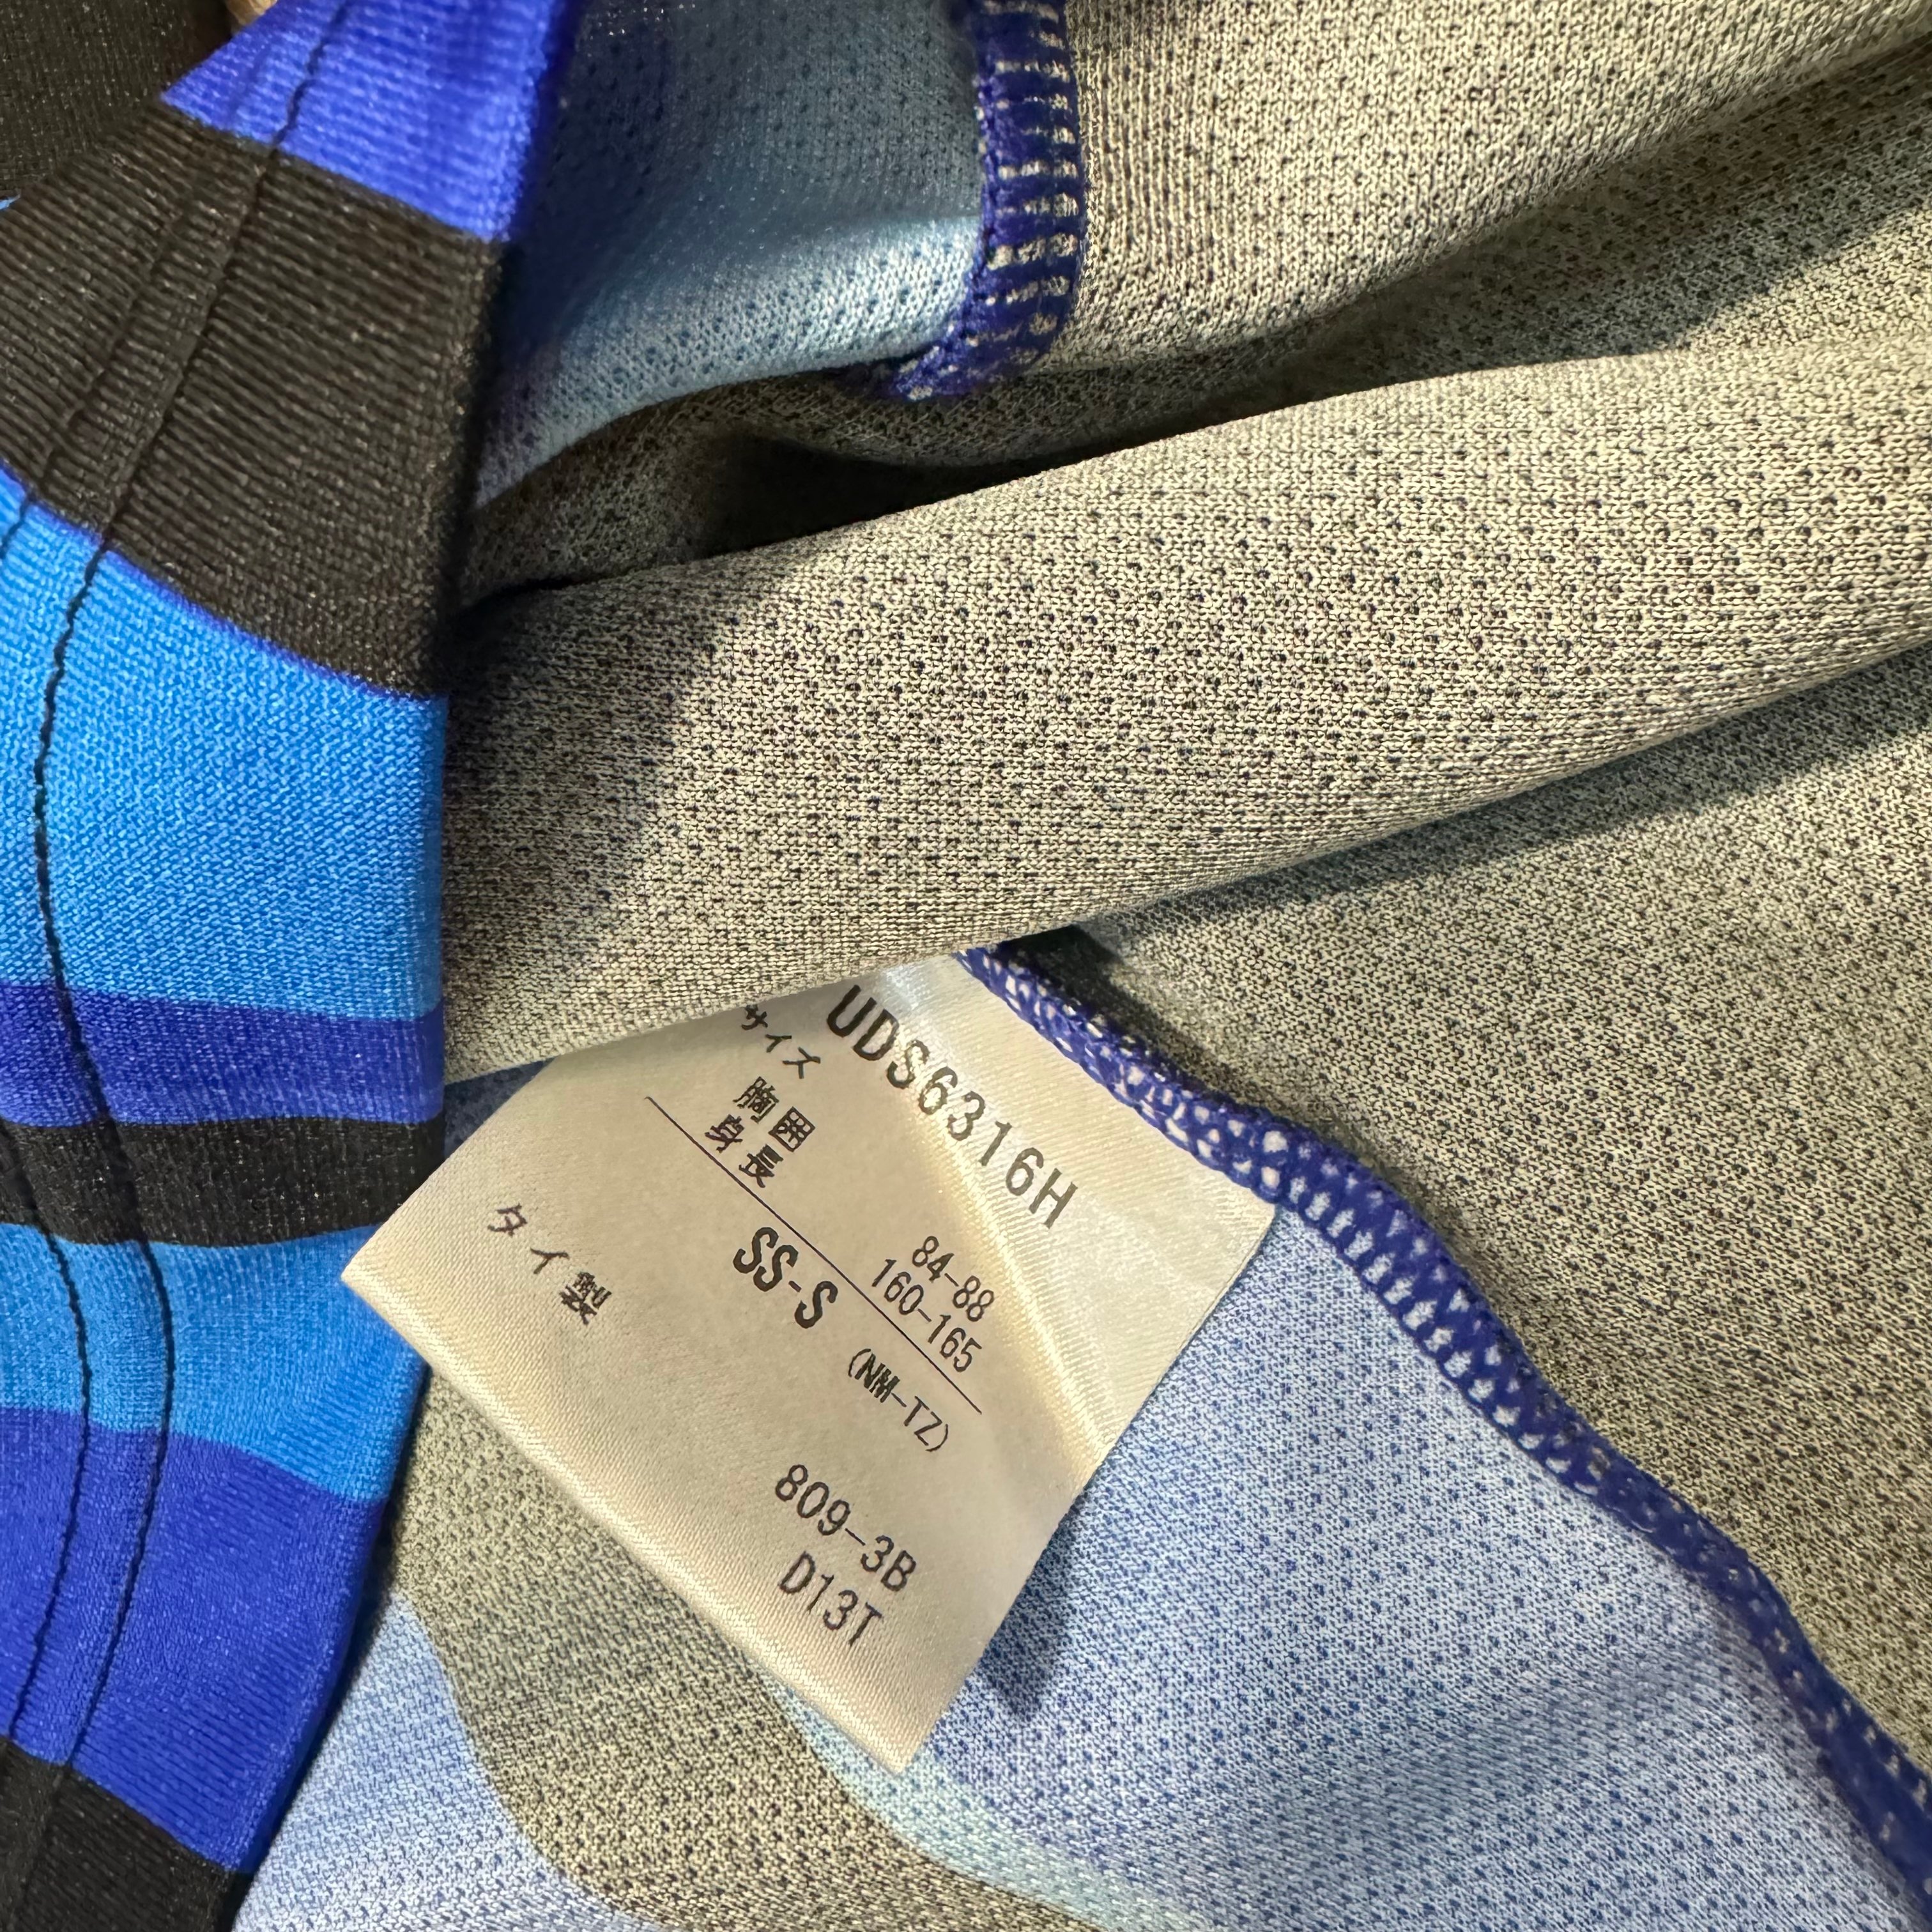 UDS6316H
サイズ
胸囲 84-88
身長 160-165
SS-S (NM-TZ)
タイ製
809-3B
D13T